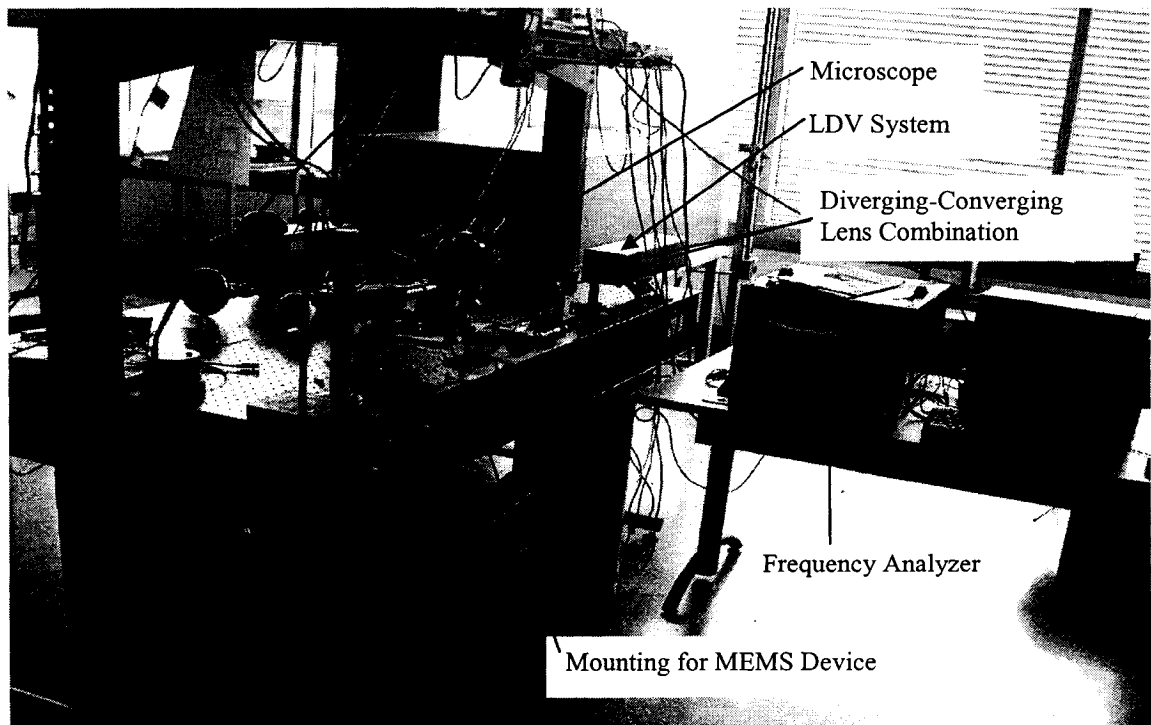 Microscope
LDV System
Diverging-Converging
Lens Combination
Frequency Analyzer
Mounting for MEMS Device